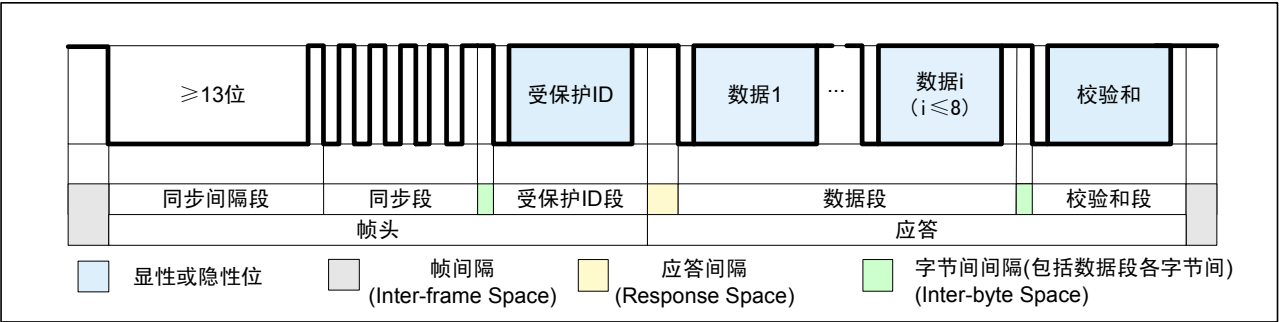 ≥13位
受保护ID
数据1
...
数据i
（i≤8）
校验和
同步间隔段
同步段
受保护ID段
数据段
校验和段
帧头
应答
显性或隐性位
帧间隔
(Inter-frame Space)
应答间隔
(Response Space)
字节间间隔(包括数据段各字节间)
(Inter-byte Space)